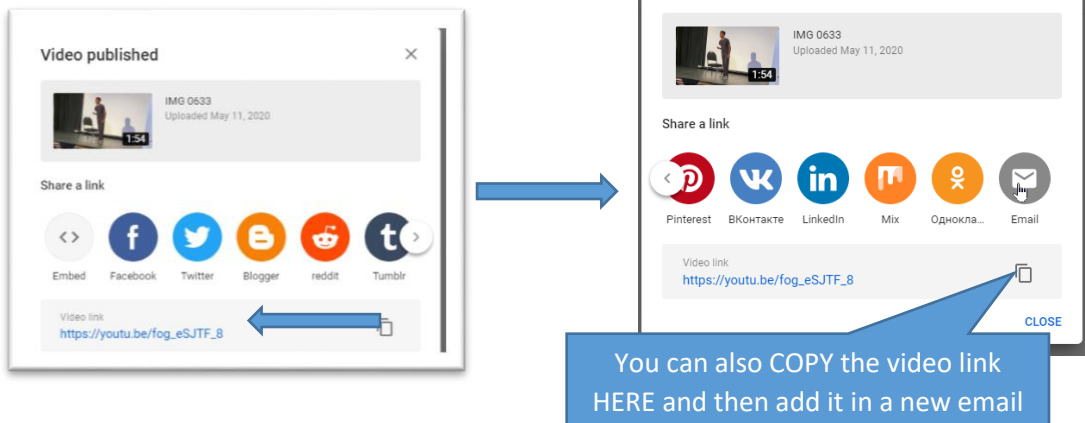 Video published
IMG 0633
Uploaded May 11, 2020
1:54
Share a link
Embed Facebook Twitter Blogger reddit Tumblr
Video link
https://youtu.be/fog_eSJTF_8
IMG 0633
Uploaded May 11, 2020
1:54
Share a link
Pinterest ВКонтакте LinkedIn Mix Однокла... Email
Video link
https://youtu.be/fog_eSJTF_8
CLOSE
You can also COPY the video link
HERE and then add it in a new email